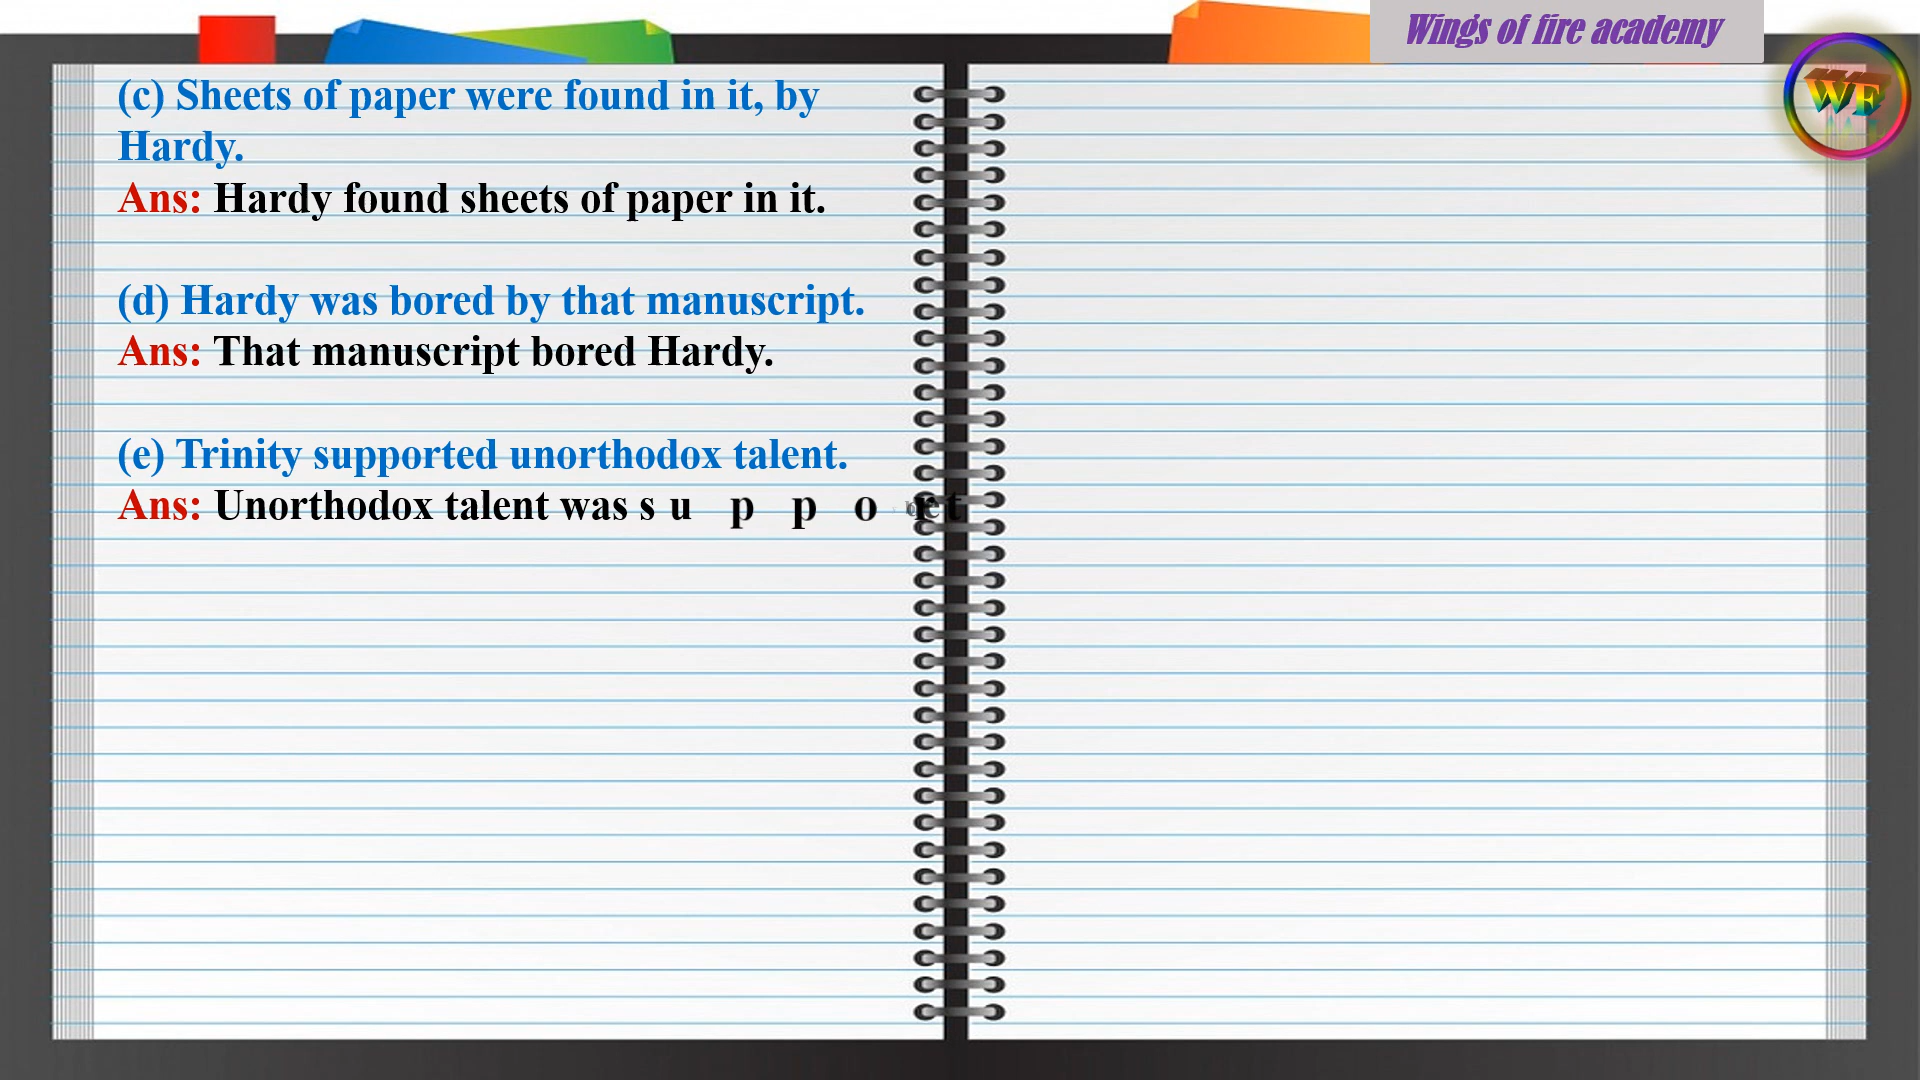 Wings of fire academy
WF
(c) Sheets of paper were found in it, by
Hardy.
Ans: Hardy found sheets of paper in it.
(d) Hardy was bored by that manuscript.
Ans: That manuscript bored Hardy.
(e) Trinity supported unorthodox talent.
Ans: Unorthodox talent was s u p p o r t